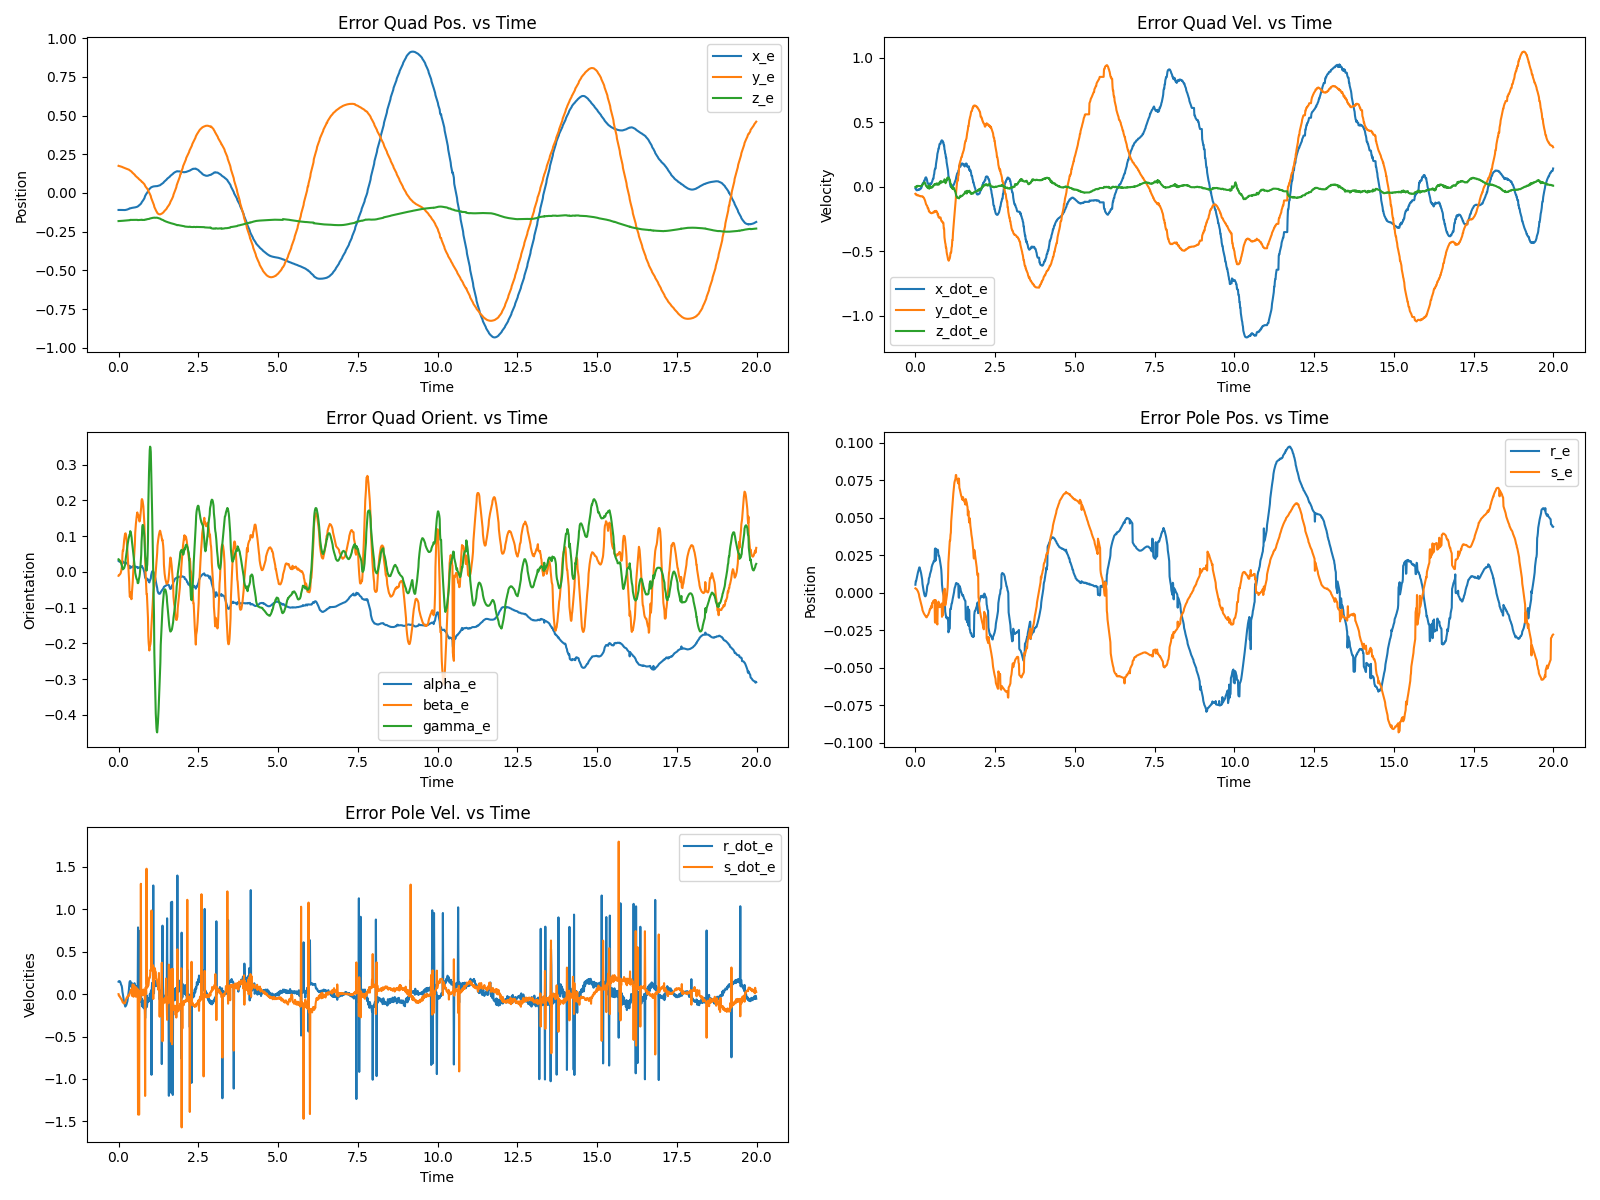 Error Quad Pos. vs Time
1.00
0.75
0.50
0.25
0.00
−0.25
−0.50
−0.75
−1.00
Position
x_e
y_e
z_e
0.0 2.5 5.0 7.5 10.0 12.5 15.0 17.5 20.0
Time
Error Quad Vel. vs Time
1.0
0.5
0.0
−0.5
−1.0
Velocity
x_dot_e
y_dot_e
z_dot_e
0.0 2.5 5.0 7.5 10.0 12.5 15.0 17.5 20.0
Time
Error Quad Orient. vs Time
0.3
0.2
0.1
0.0
−0.1
−0.2
−0.3
−0.4
Orientation
alpha_e
beta_e
gamma_e
0.0 2.5 5.0 7.5 10.0 12.5 15.0 17.5 20.0
Time
Error Pole Pos. vs Time
0.100
0.075
0.050
0.025
0.000
−0.025
−0.050
−0.075
−0.100
Position
r_e
s_e
0.0 2.5 5.0 7.5 10.0 12.5 15.0 17.5 20.0
Time
Error Pole Vel. vs Time
1.5
1.0
0.5
0.0
−0.5
−1.0
−1.5
Velocities
r_dot_e
s_dot_e
0.0 2.5 5.0 7.5 10.0 12.5 15.0 17.5 20.0
Time